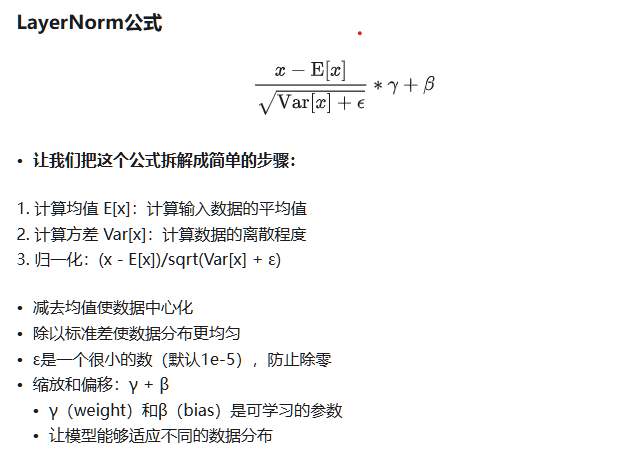 LayerNorm公式
x − E[x]
√Var[x] + ϵ
∗ γ + β
• 让我们把这个公式拆解成简单的步骤：
1. 计算均值 E[x]：计算输入数据的平均值
2. 计算方差 Var[x]：计算数据的离散程度
3. 归一化：(x - E[x])/sqrt(Var[x] + ε)
• 减去均值使数据中心化
• 除以标准差使数据分布更均匀
• ε是一个很小的数（默认1e-5），防止除零
• 缩放和偏移：γ + β
• γ（weight）和β（bias）是可学习的参数
• 让模型能够适应不同的数据分布